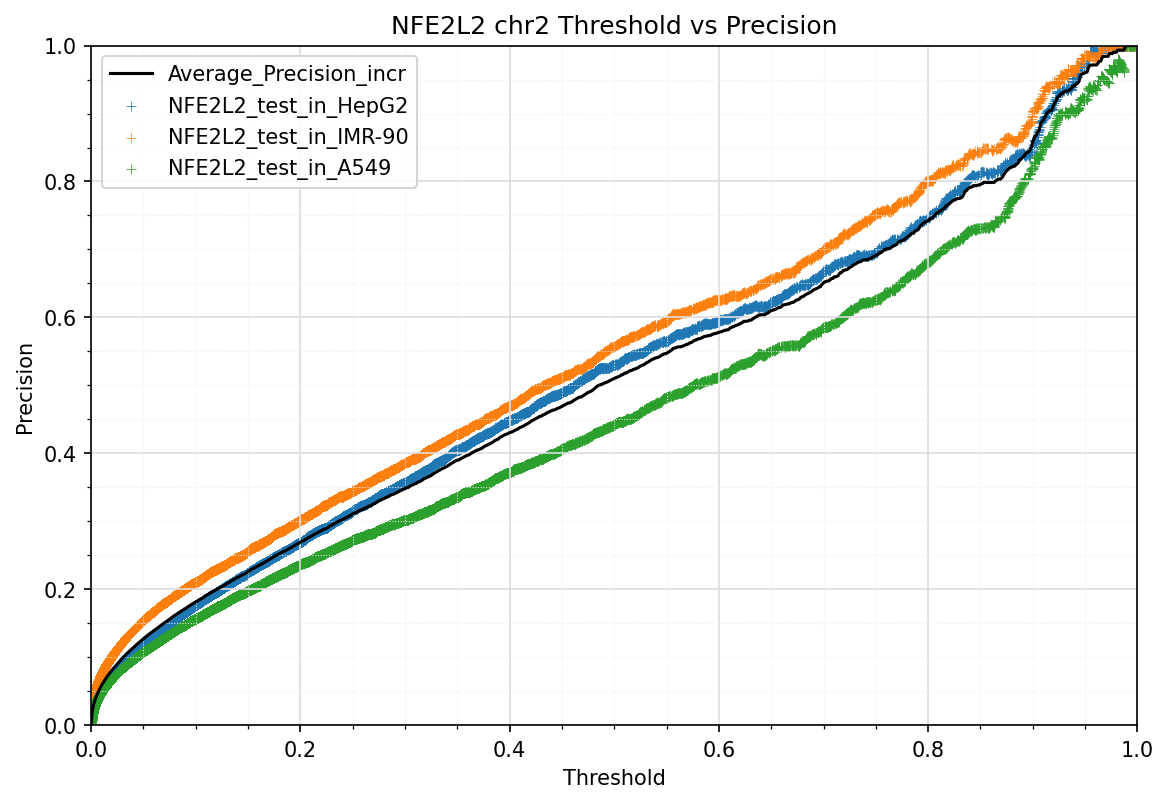 NFE2L2 chr2 Threshold vs Precision
Average_Precision_incr
NFE2L2_test_in_HepG2
NFE2L2_test_in_IMR-90
NFE2L2_test_in_A549
Precision
1.0
0.8
0.6
0.4
0.2
0.0
0.0 0.2 0.4 0.6 0.8 1.0
Threshold